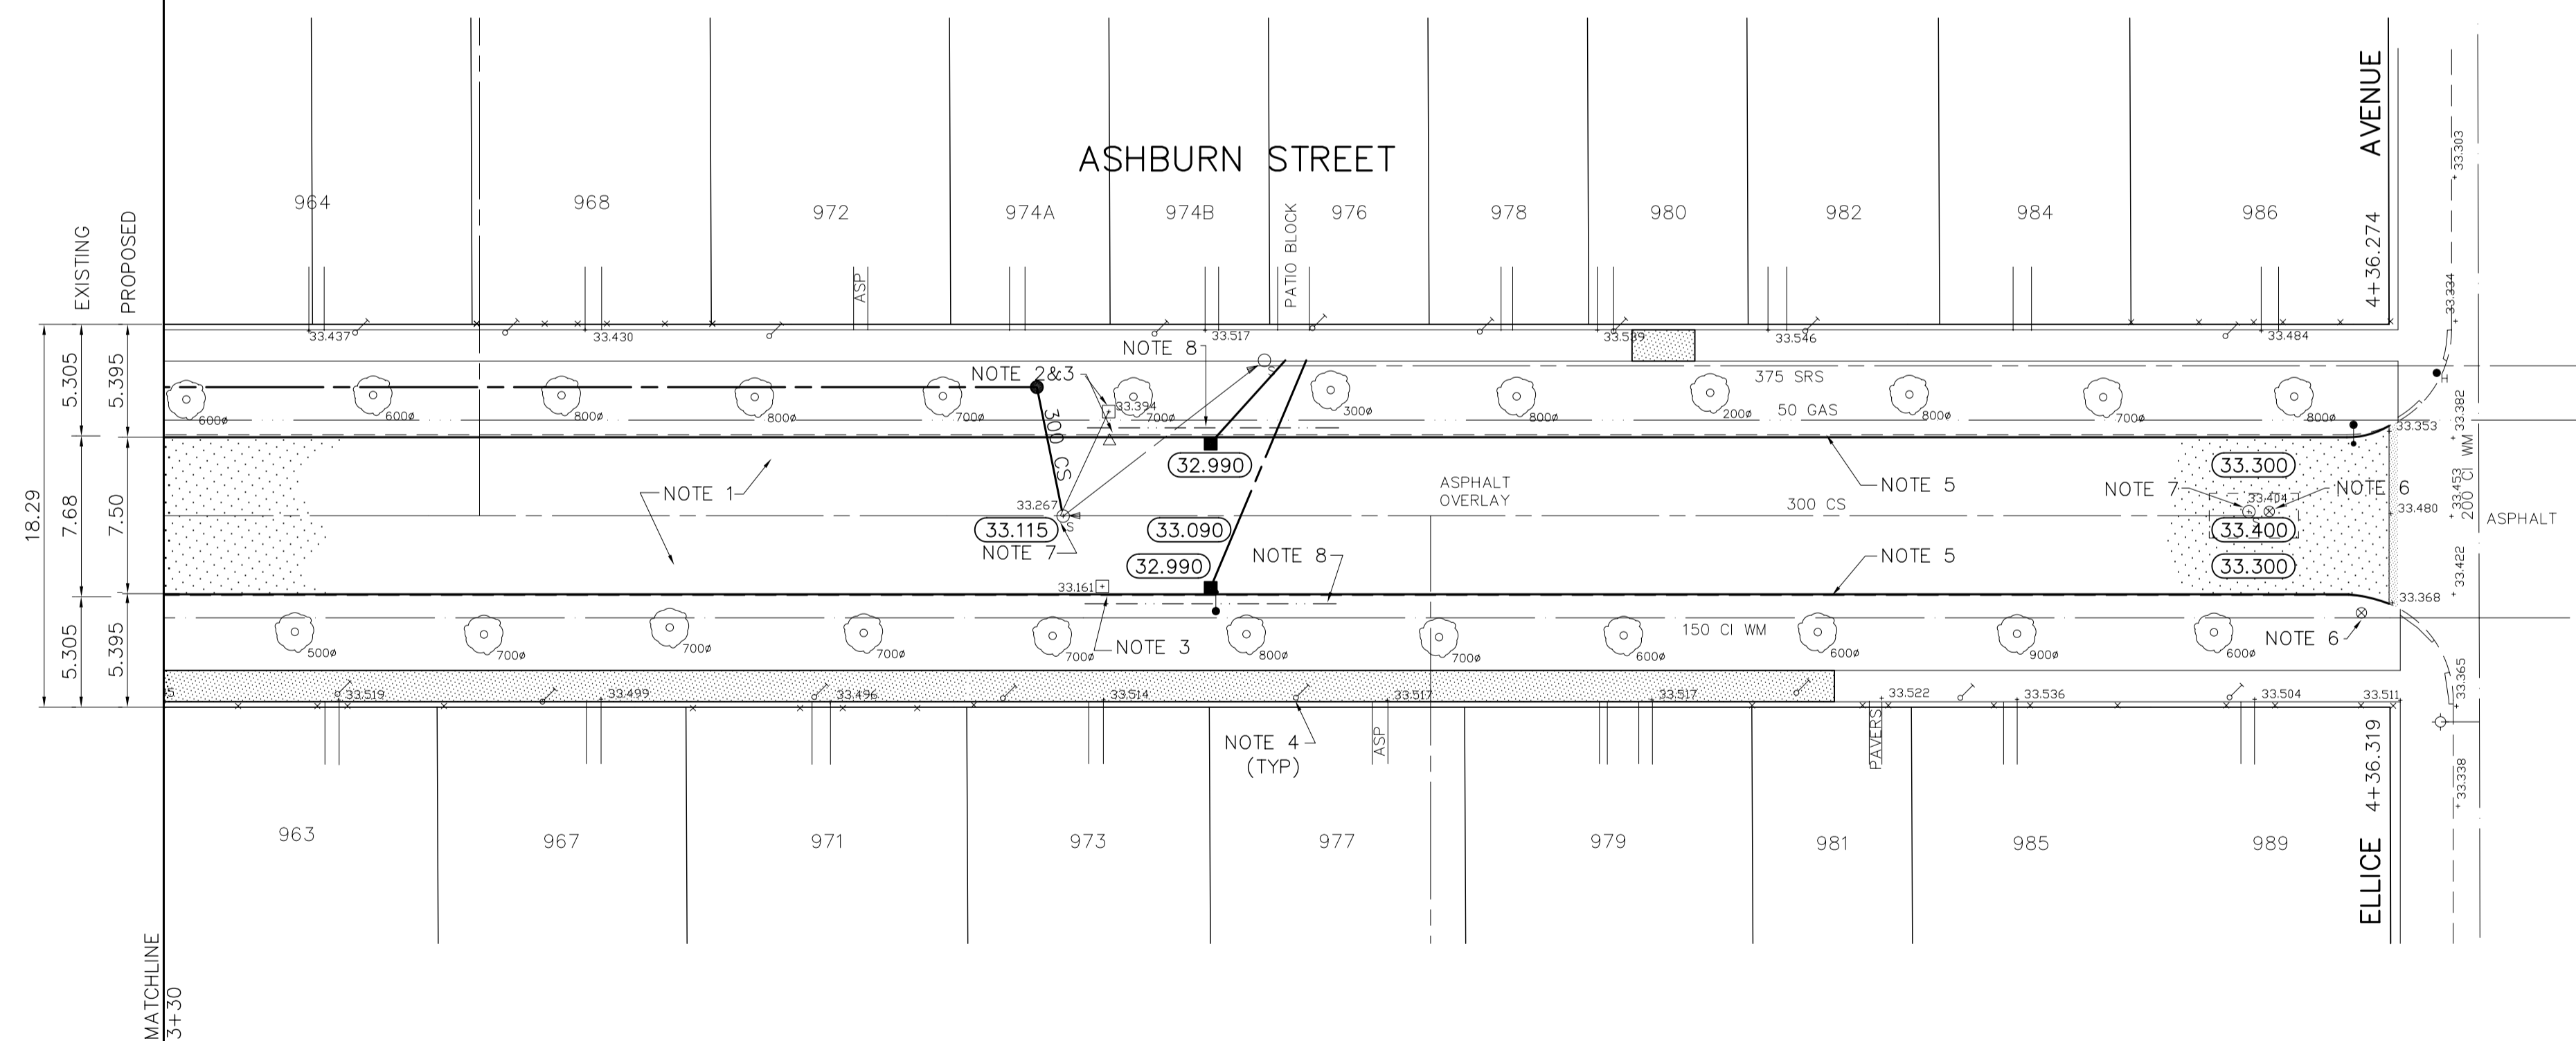 ASHBURN STREET
964
968
972
974A
974B
976
978
980
982
984
986
PATIO BLOCK
ASP
AVENUE
4+36.274
33.303
33.334
EXISTING
PROPOSED
33.437
33.430
33.517
33.539
33.546
33.484
NOTE 8
NOTE 2&3
375 SRS
50 GAS
H
600ø
600ø
800ø
800ø
700ø
33.394
700ø
300ø
800ø
200ø
800ø
700ø
800ø
33.353
33.382
18.29
5.305
7.68
5.305
5.395
7.50
5.395
300 CS
32.990
33.300
NOTE 1
NOTE 5
NOTE 7
33.404
NOTE 6
33.453
200 CI WM
ASPHALT
OVERLAY
33.267
S
300 CS
33.480
ASPHALT
33.115
33.090
33.400
NOTE 7
32.990
NOTE 8
NOTE 5
33.300
33.422
33.161
33.368
NOTE 3
150 CI WM
NOTE 6
500ø
700ø
700ø
700ø
700ø
800ø
700ø
600ø
600ø
900ø
600ø
33.365
5
33.519
33.499
33.496
33.514
33.517
33.517
33.522
33.536
33.504
33.511
NOTE 4
(TYP)
ASP
PAVERS
4+36.319
33.338
963
967
971
973
977
979
981
985
989
ELLICE
MATCHLINE
3+30